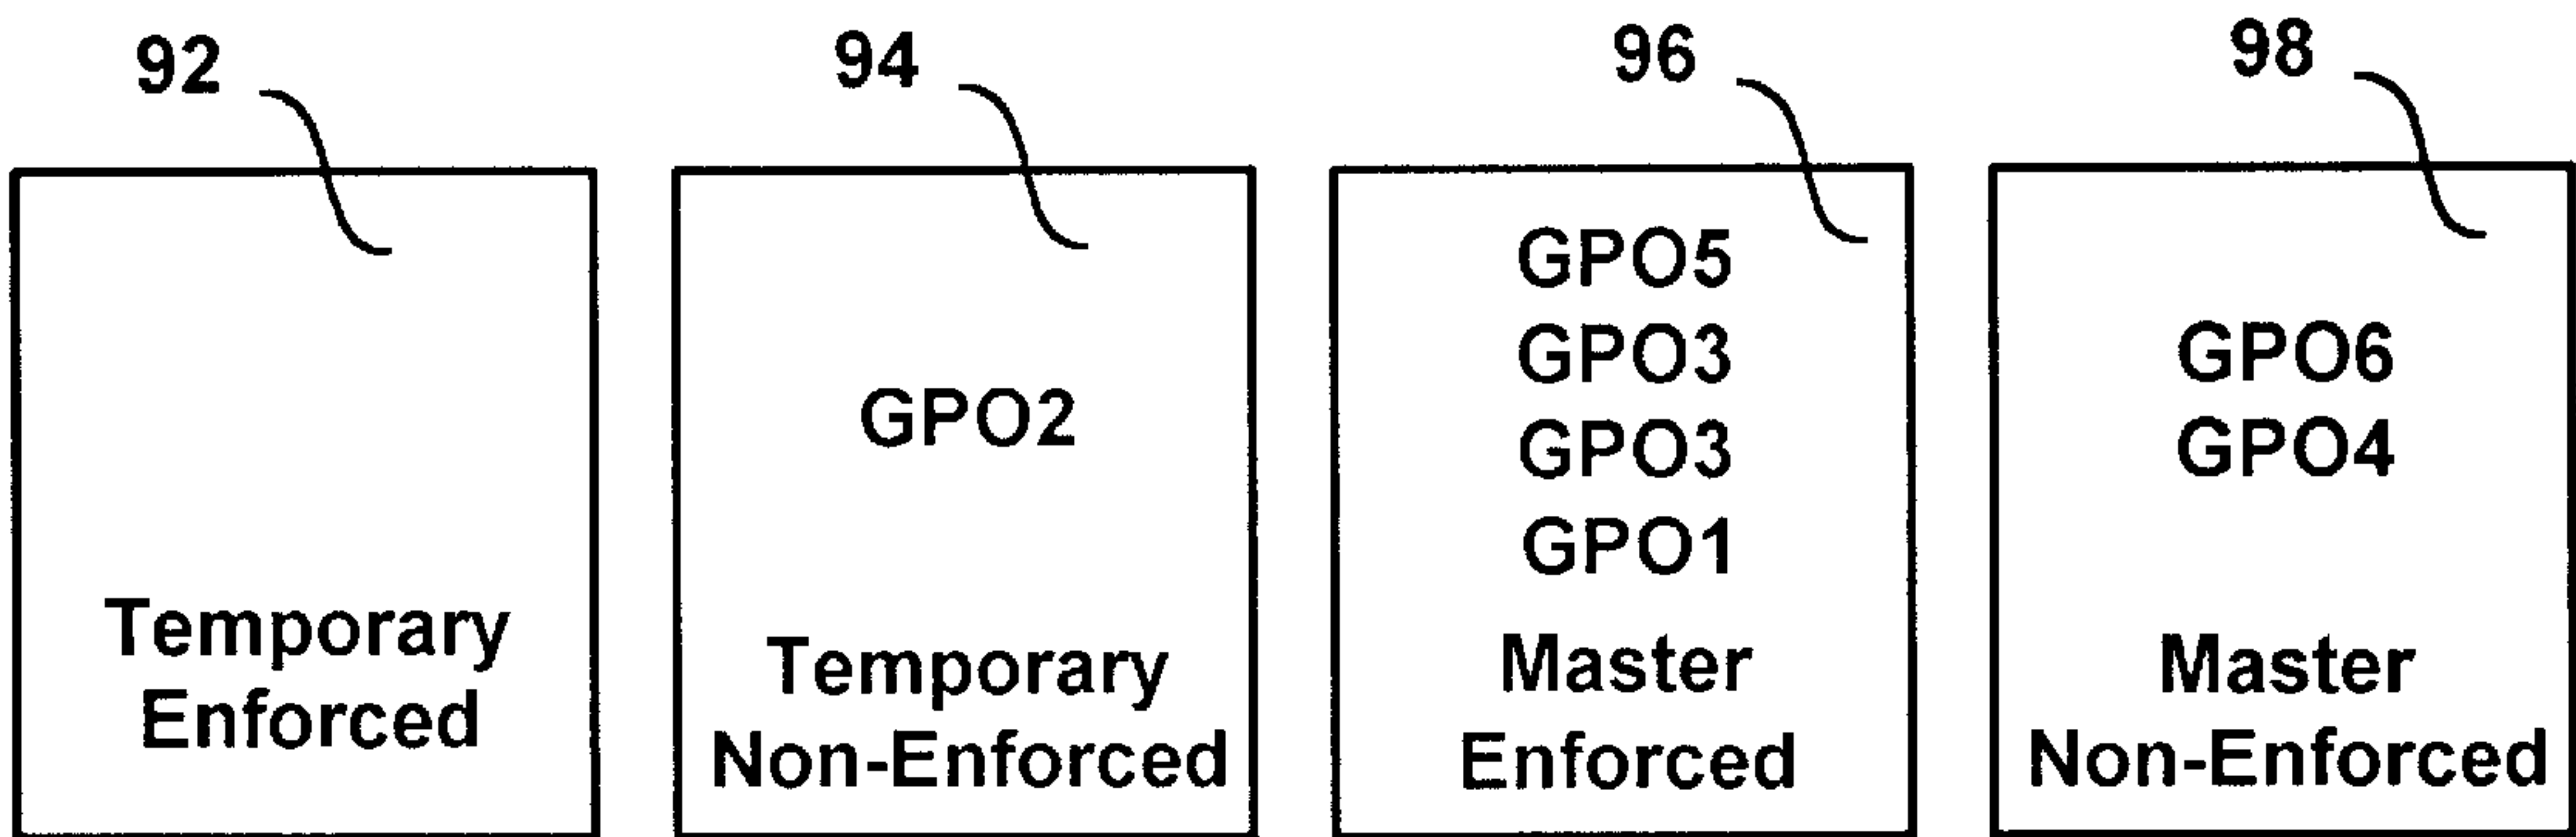 92
94
96
98
Temporary
Enforced
GPO2
Temporary
Non-Enforced
GPO5
GPO3
GPO3
GPO1
Master
Enforced
GPO6
GPO4
Master
Non-Enforced